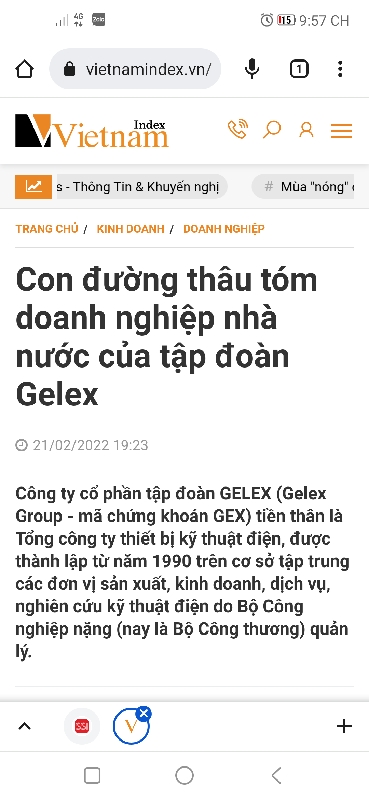 4G
Zalo
15
9:57 CH
vietnamindex.vn/
1
Index
Vietnam
s - Thông Tin & Khuyến nghị
# Mùa "nóng"
TRANG CHỦ / KINH DOANH / DOANH NGHIỆP
Con đường thâu tóm
doanh nghiệp nhà
nước của tập đoàn
Gelex
21/02/2022 19:23
Công ty cổ phần tập đoàn GELEX (Gelex
Group - mã chứng khoán GEX) tiền thân là
Tổng công ty thiết bị kỹ thuật điện, được
thành lập từ năm 1990 trên cơ sở tập trung
các đơn vị sản xuất, kinh doanh, dịch vụ,
nghiên cứu kỹ thuật điện do Bộ Công
nghiệp nặng (nay là Bộ Công thương) quản
lý.
SSI
V